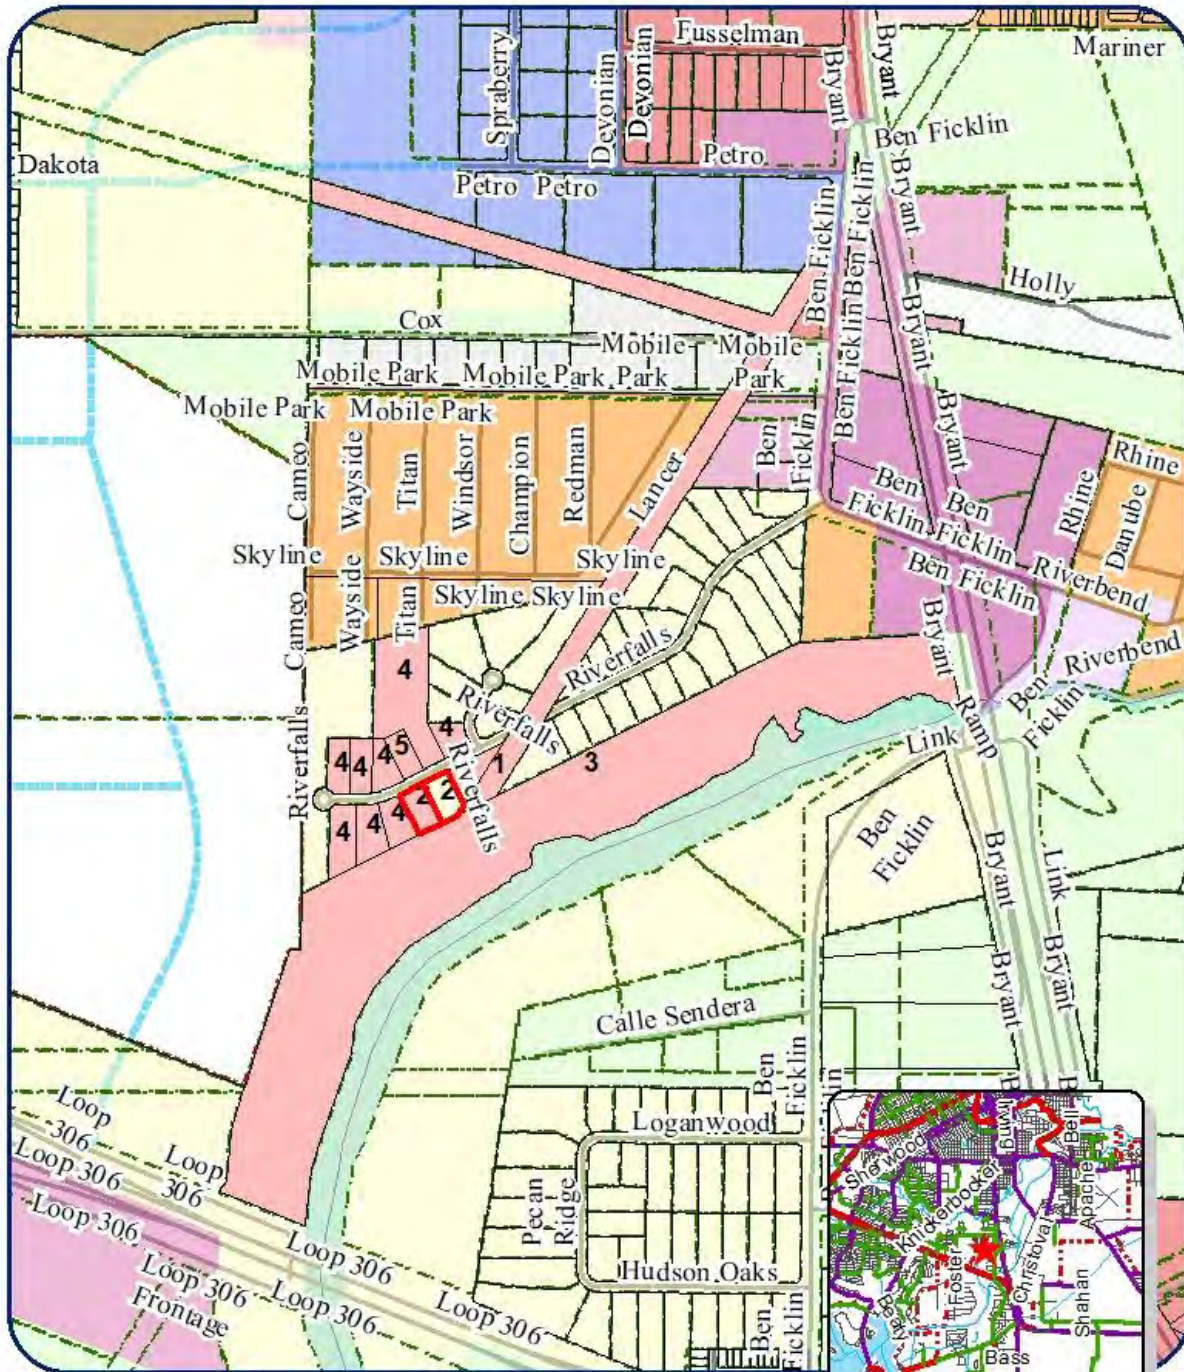 Fusselman
Bryant
Bryant
Mariner
Spraberry
Devonian
Devonian
Ben Ficklin
Dakota
Petro
Petro
Petro
Bryant
Ben Ficklin
Ben Ficklin
Ben Ficklin
Holly
Cox
Mobile
Park
Mobile
Park
Mobile Park
Mobile Park
Bryant
Mobile Park
Mobile Park
Ben
Ficklin
Bryant
Cameo
Wayside
Titan
Windsor
Champion
Redman
Lancer
Rhine
Rhine
Danube
Ben
Ficklin
Ben
Ficklin
Skyline
Skyline
Skyline
Ben Ficklin
Riverbend
Cameo
Wayside
Titan
Skyline
Skyline
Bryant
Riverbend
Riverfalls
4
Riverfalls
4
Ben
Ficklin
Ramp
Link
Riverfalls
4
4
4
5
Riverfalls
1
3
2
2
4
4
4
Ben
Ficklin
Bryant
Link
Bryant
Bryant
Calle Sendera
Ben
Ficklin
Loop
306
Loop 306
Loop
306
Loop 306
Loganwood
Pecan
Ridge
Loop 306
Loop 306
Frontage
Loop 306
Loop 306
Hudson Oaks
Ben
Ficklin
Sherwood
Irving
Bell
Knickerbocker
Apache
Christoval
Foster
Shahan
Bass